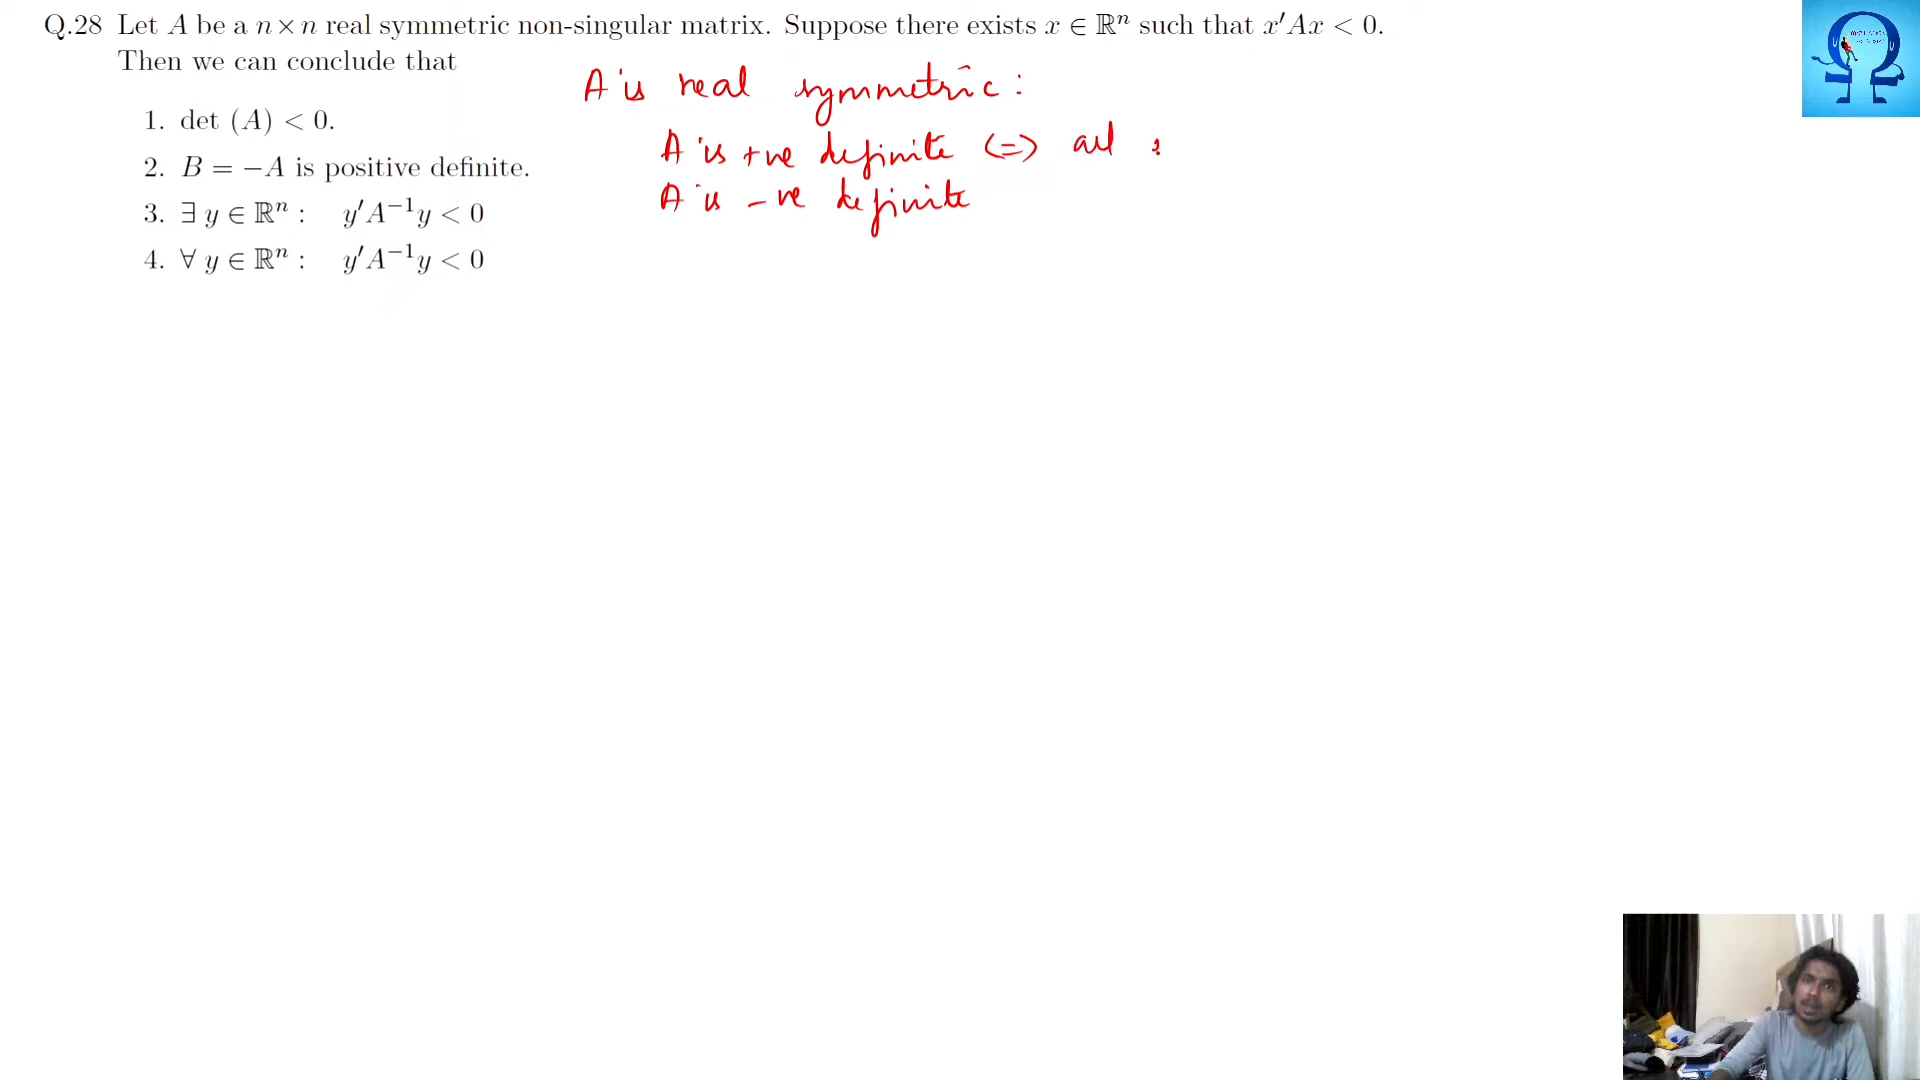 Q.28 Let A be a n × n real symmetric non-singular matrix. Suppose there exists x ∈ ℝⁿ such that x′Ax < 0.
Then we can conclude that
A is real symmetric :
1. det (A) < 0.
A is +ve definite <=> all
2. B = −A is positive definite.
A is -ve definite
3. ∃ y ∈ ℝⁿ : y′A⁻¹y < 0
4. ∀ y ∈ ℝⁿ : y′A⁻¹y < 0